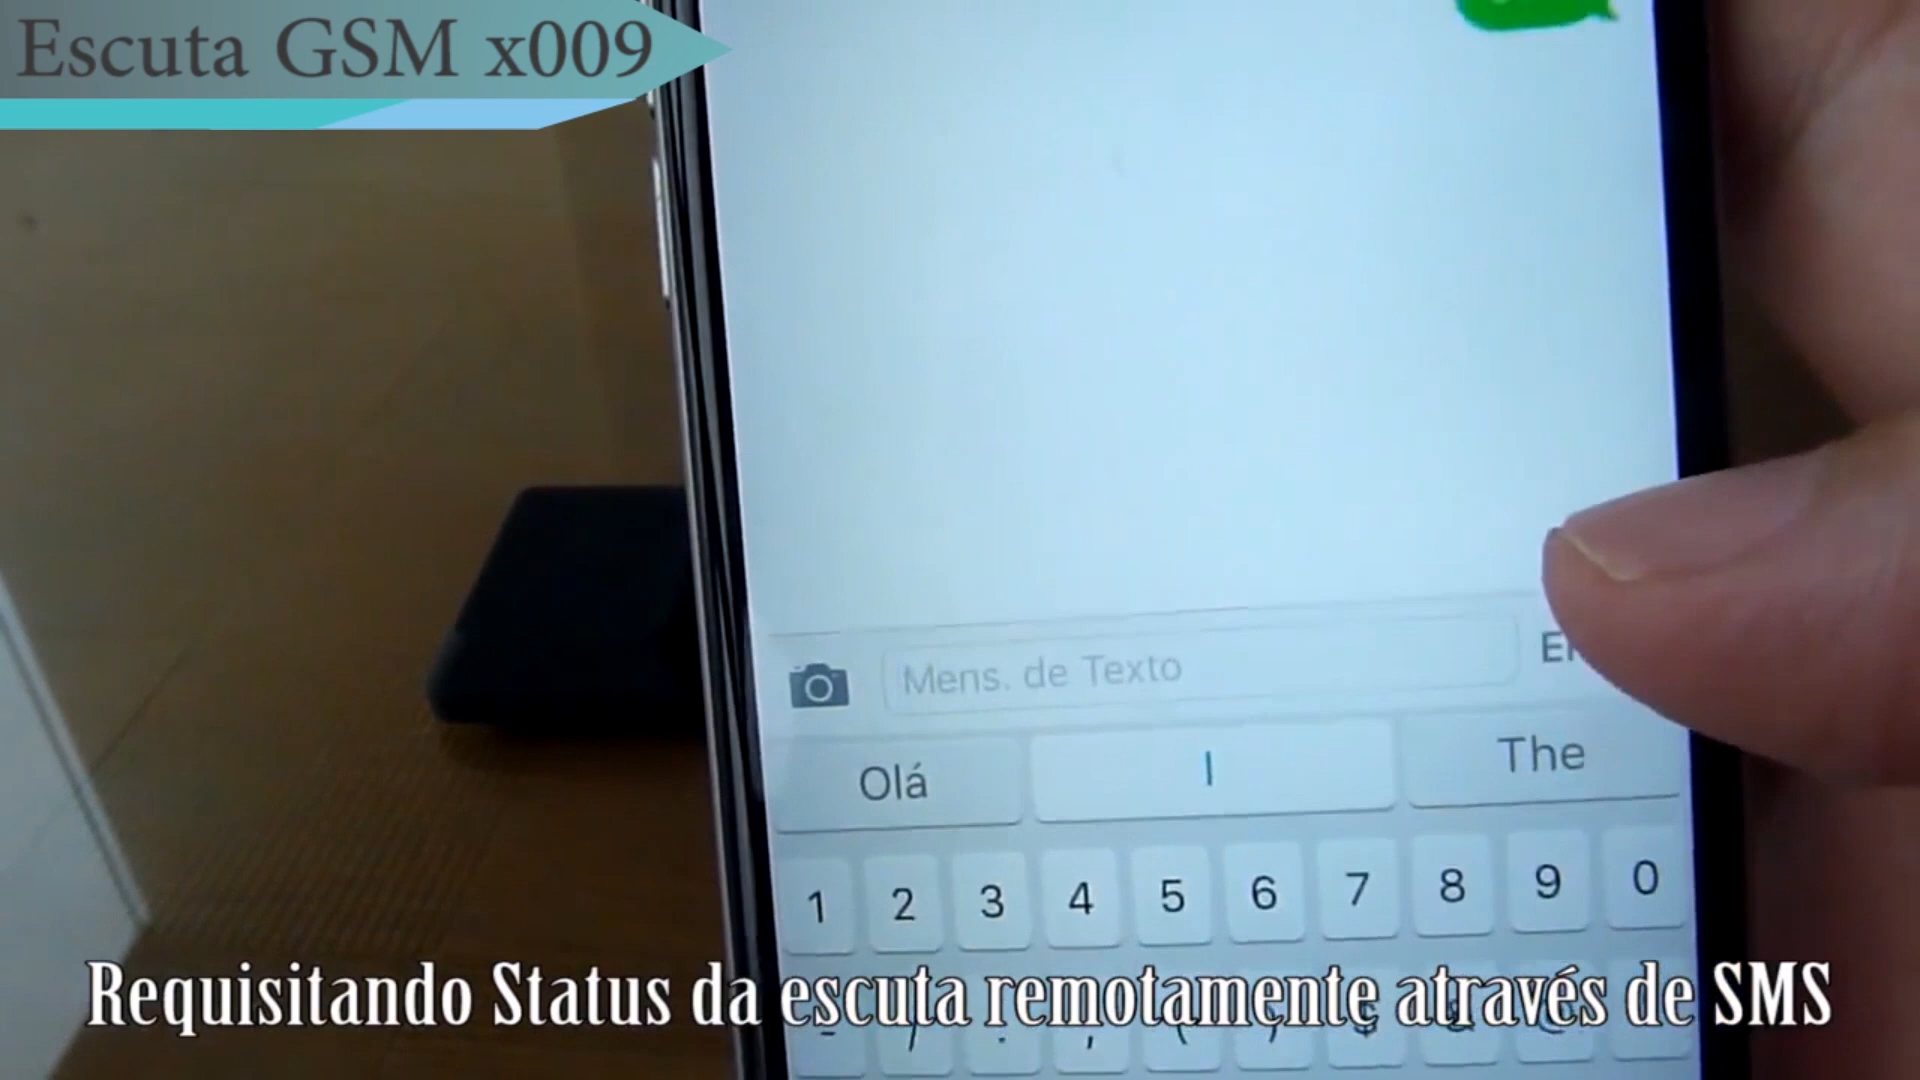 Escuta GSM x009
Mens. de Texto
Olá
I
The
1 2 3 4 5 6 7 8 9 0
Requisitando Status da escuta remotamente através de SMS